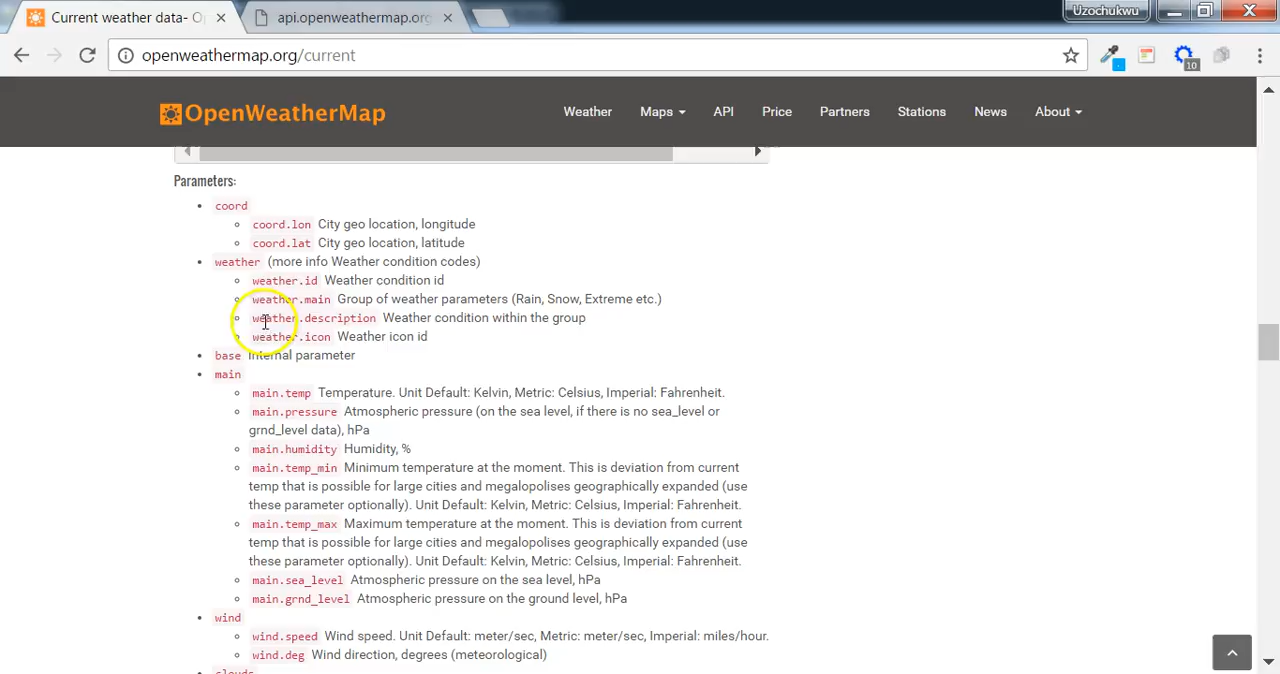 Current weather data- O
api.openweathermap.org
Uzochukwu
openweathermap.org/current
10
OpenWeatherMap
Weather
Maps
API
Price
Partners
Stations
News
About
Parameters:
coord
coord.lon City geo location, longitude
coord.lat City geo location, latitude
weather (more info Weather condition codes)
weather.id Weather condition id
weather.main Group of weather parameters (Rain, Snow, Extreme etc.)
weather.description Weather condition within the group
weather.icon Weather icon id
base Internal parameter
main
main.temp Temperature. Unit Default: Kelvin, Metric: Celsius, Imperial: Fahrenheit.
main.pressure Atmospheric pressure (on the sea level, if there is no sea_level or
grnd_level data), hPa
main.humidity Humidity, %
main.temp_min Minimum temperature at the moment. This is deviation from current
temp that is possible for large cities and megalopolises geographically expanded (use
these parameter optionally). Unit Default: Kelvin, Metric: Celsius, Imperial: Fahrenheit.
main.temp_max Maximum temperature at the moment. This is deviation from current
temp that is possible for large cities and megalopolises geographically expanded (use
these parameter optionally). Unit Default: Kelvin, Metric: Celsius, Imperial: Fahrenheit.
main.sea_level Atmospheric pressure on the sea level, hPa
main.grnd_level Atmospheric pressure on the ground level, hPa
wind
wind.speed Wind speed. Unit Default: meter/sec, Metric: meter/sec, Imperial: miles/hour.
wind.deg Wind direction, degrees (meteorological)
clouds